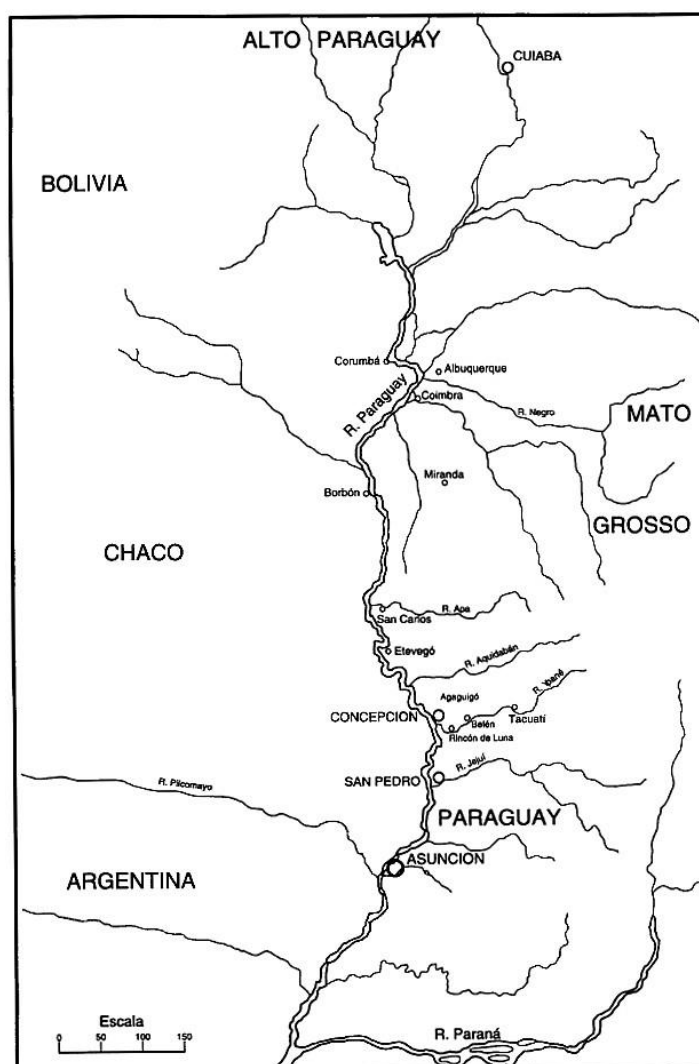 ALTO PARAGUAY
CUIABA
BOLIVIA
Corumbá
Albuquerque
R. Paraguay
Coimbra
R. Negro
MATO
Miranda
Borbón
GROSSO
CHACO
San Carlos
R. Apa
Etevegó
R. Aquidabán
Agaguigó
R. Ypané
CONCEPCION
Belén
Tacuatí
Rincón de Luna
SAN PEDRO
R. Jejuí
R. Pilcomayo
PARAGUAY
ASUNCION
ARGENTINA
Escala
0 50 100 150
R. Paraná